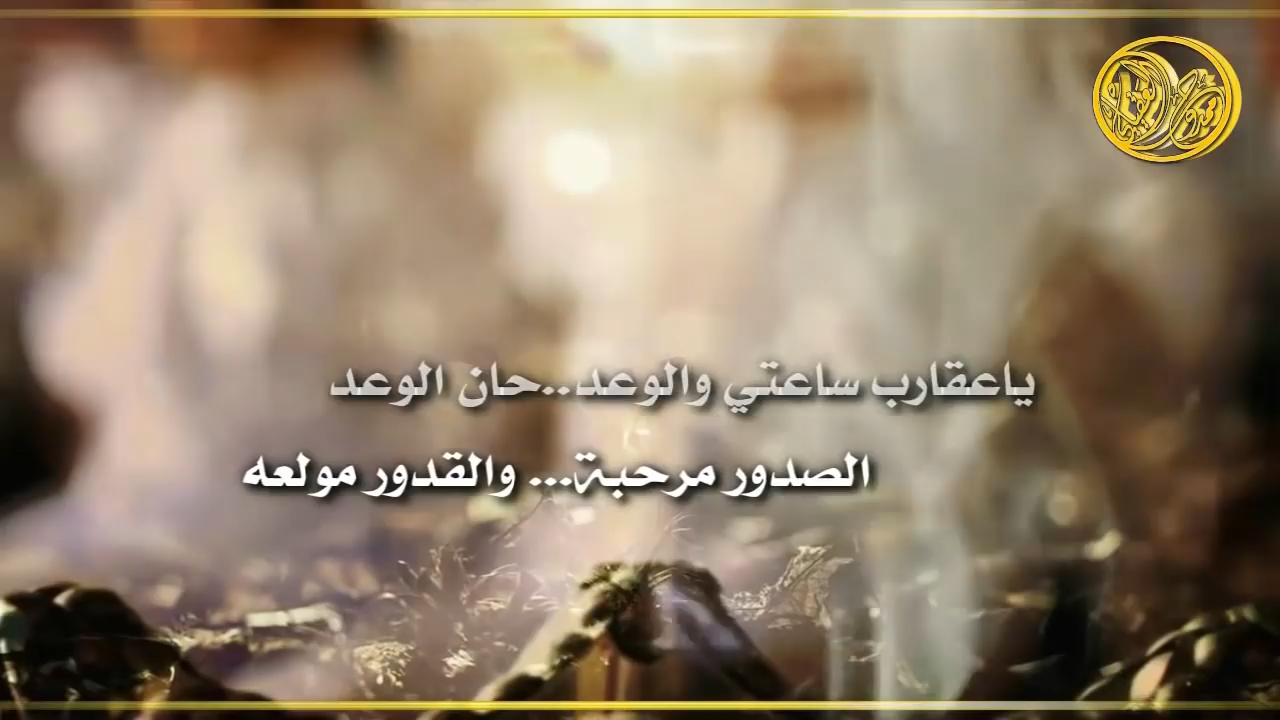 ياعقارب ساعتي والوعد..حان الوعد
الصدور مرحبة... والقدور مولعه